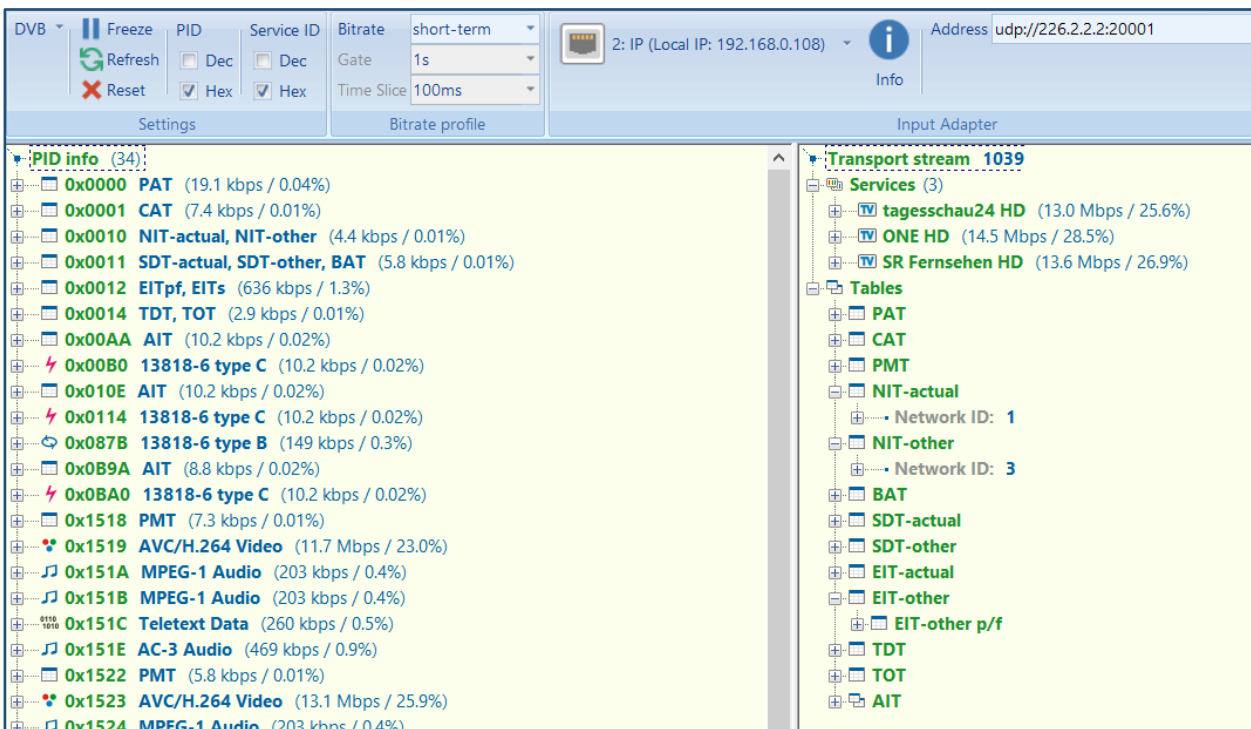 DVB Freeze PID Service ID Bitrate short-term 2: IP (Local IP: 192.168.0.108) Info Address udp://226.2.2.2:20001
Refresh Dec Dec Gate 1s
Reset Hex Hex Time Slice 100ms
Settings Bitrate profile Input Adapter
PID info (34)
0x0000 PAT (19.1 kbps / 0.04%)
0x0001 CAT (7.4 kbps / 0.01%)
0x0010 NIT-actual, NIT-other (4.4 kbps / 0.01%)
0x0011 SDT-actual, SDT-other, BAT (5.8 kbps / 0.01%)
0x0012 EITpf, EITs (636 kbps / 1.3%)
0x0014 TDT, TOT (2.9 kbps / 0.01%)
0x00AA AIT (10.2 kbps / 0.02%)
0x00B0 13818-6 type C (10.2 kbps / 0.02%)
0x010E AIT (10.2 kbps / 0.02%)
0x0114 13818-6 type C (10.2 kbps / 0.02%)
0x087B 13818-6 type B (149 kbps / 0.3%)
0x0B9A AIT (8.8 kbps / 0.02%)
0x0BA0 13818-6 type C (10.2 kbps / 0.02%)
0x1518 PMT (7.3 kbps / 0.01%)
0x1519 AVC/H.264 Video (11.7 Mbps / 23.0%)
0x151A MPEG-1 Audio (203 kbps / 0.4%)
0x151B MPEG-1 Audio (203 kbps / 0.4%)
0x151C Teletext Data (260 kbps / 0.5%)
0x151E AC-3 Audio (469 kbps / 0.9%)
0x1522 PMT (5.8 kbps / 0.01%)
0x1523 AVC/H.264 Video (13.1 Mbps / 25.9%)
0x1524 MPEG-1 Audio (203 kbps / 0.4%)
Transport stream 1039
Services (3)
TV tagesschau24 HD (13.0 Mbps / 25.6%)
TV ONE HD (14.5 Mbps / 28.5%)
TV SR Fernsehen HD (13.6 Mbps / 26.9%)
Tables
PAT
CAT
PMT
NIT-actual
Network ID: 1
NIT-other
Network ID: 3
BAT
SDT-actual
SDT-other
EIT-actual
EIT-other
EIT-other p/f
TDT
TOT
AIT